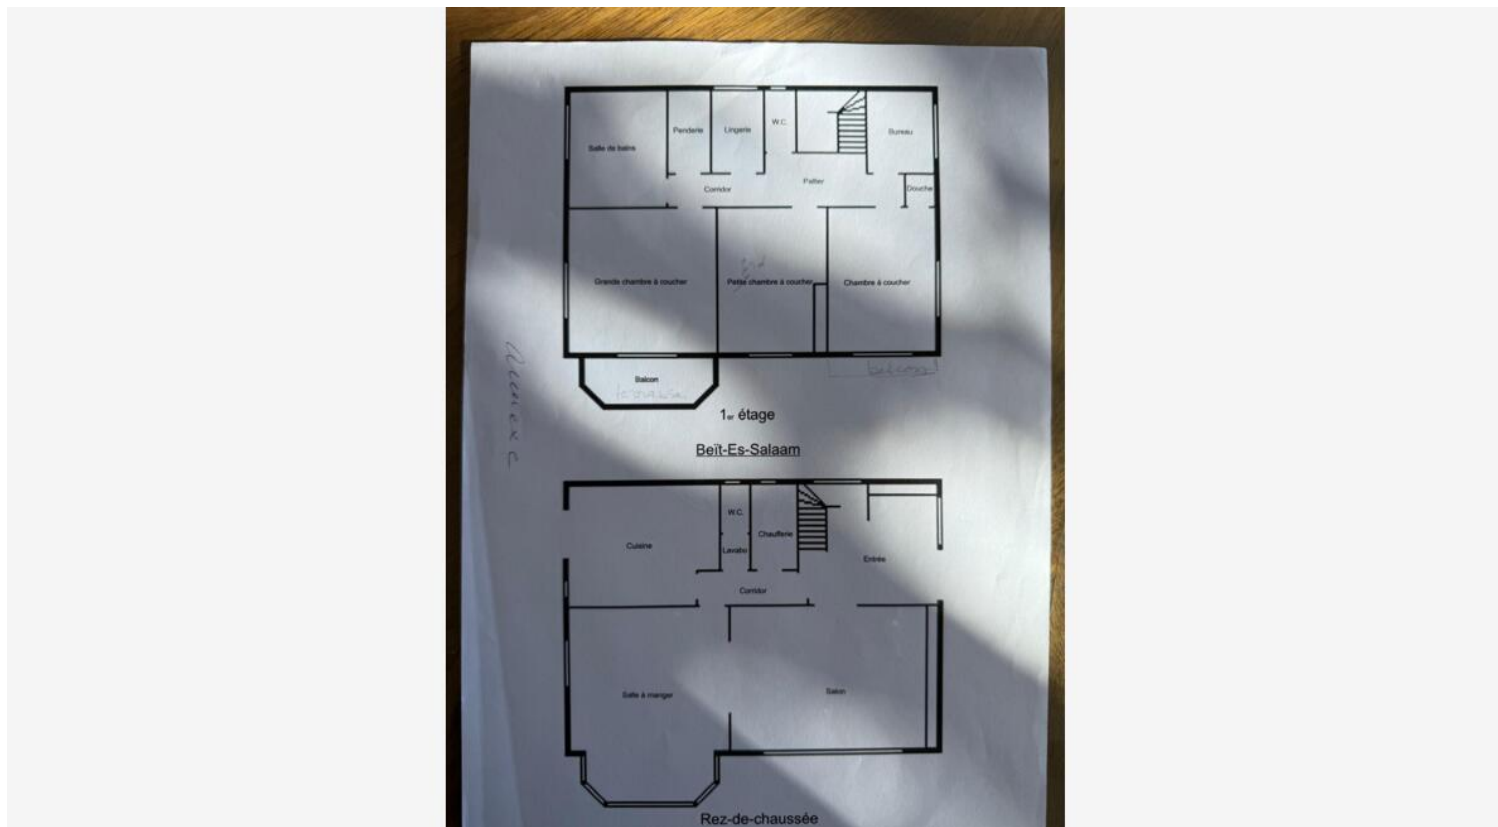 Penderie
Lingerie
W.C.
Bureau
Salle de bains
Corridor
Palier
Douche
Grande chambre à coucher
Petite chambre à coucher
Chambre à coucher
Balcon
balcon
1er étage
Beït-Es-Salaam
W.C.
Cuisine
Lavabo
Chaufferie
Entrée
Corridor
Salle à manger
Salon
Rez-de-chaussée